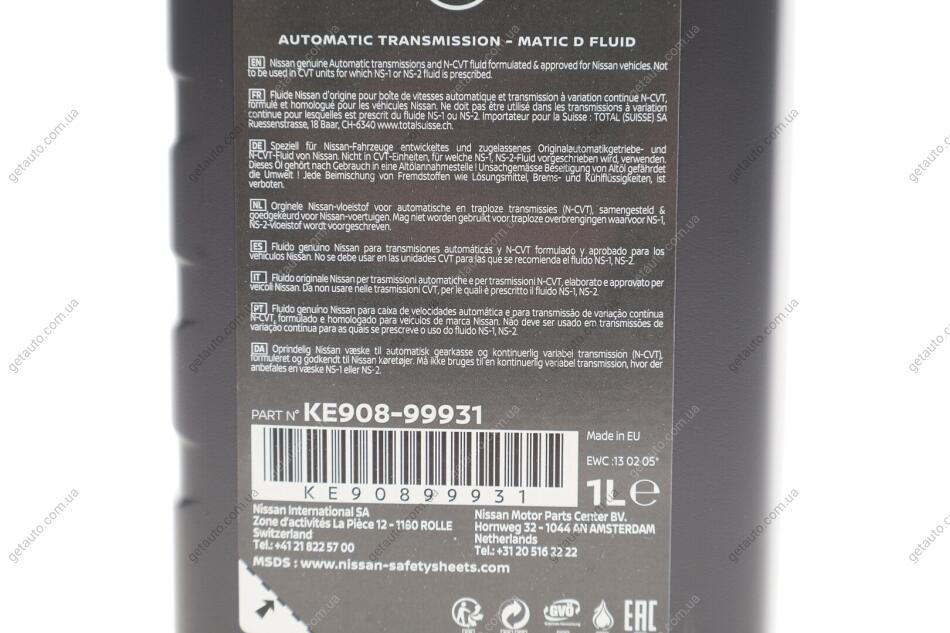 AUTOMATIC TRANSMISSION - MATIC D FLUID
EN Nissan genuine Automatic transmissions and N-CVT fluid formulated & approved for Nissan vehicles. Not
to be used in CVT units for which NS-1 or NS-2 fluid is prescribed.
FR Fluide Nissan d'origine pour boîte de vitesses automatique et transmission à variation continue N-CVT,
formulé et homologué pour les véhicules Nissan. Ne doit pas être utilisé dans les transmissions à variation
continue pour lesquelles est prescrit du fluide NS-1 ou NS-2. Importateur pour la Suisse : TOTAL (SUISSE) SA
Ruessenstrasse, 18 Baar, CH-6340 www.totalsuisse.ch.
DE Speziell für Nissan-Fahrzeuge entwickeltes und zugelassenes Originalautomatikgetriebe- und
N-CVT-Fluid von Nissan. Nicht in CVT-Einheiten, für welche NS-1, NS-2-Fluid vorgeschrieben wird, verwenden.
Dieses Öl gehört nach Gebrauch in eine Altölannahmestelle ! Unsachgemässe Beseitigung von Altöl gefährdet
die Umwelt ! Jede Beimischung von Fremdstoffen wie Lösungsmittel, Brems- und Kühlflüssigkeiten, ist
verboten.
NL Orginele Nissan-vloeistof voor automatische en traploze transmissies (N-CVT), samengesteld &
goedgekeurd voor Nissan-voertuigen. Mag niet worden gebruikt voor traploze overbrengingen waarvoor NS-1,
NS-2-vloeistof wordt voorgeschreven.
ES Fluido genuino Nissan para transmisiones automáticas y N-CVT formulado y aprobado para los
vehículos Nissan. No se debe usar en las unidades CVT para las que se recomienda el fluido NS-1, NS-2.
IT Fluido originale Nissan per trasmissioni automatiche e per trasmissioni N-CVT, elaborato e approvato per
veicoli Nissan. Da non usare nelle trasmissioni CVT, per le quali è prescritto il fluido NS-1, NS-2.
PT Fluido genuíno Nissan para caixa de velocidades automática e para transmissão de variação contínua
N-CVT, formulado e homologado para veículos de marca Nissan. Não deve ser usado em transmissões de
variação contínua para as quais se prescreve o uso do fluido NS-1, NS-2.
DA Oprindelig Nissan væske til automatisk gearkasse og kontinuerlig variabel transmission (N-CVT),
formuleret og godkendt til Nissan køretøjer. Må ikke bruges til en kontinuerlig variabel transmission, hvor der
anbefales en væske NS-1 eller NS-2.
PART N° KE908-99931
Made in EU
EWC :13 02 05*
KE90899931
1L e
Nissan International SA
Zone d'activités La Pièce 12 - 1180 ROLLE
Switzerland
Tel.: +41 21 822 57 00
Nissan Motor Parts Center BV.
Hornweg 32 - 1044 AN AMSTERDAM
Netherlands
Tel.: +31 20 516 22 22
MSDS : www.nissan-safetysheets.com
GVÖ
EAC
getauto.com.ua